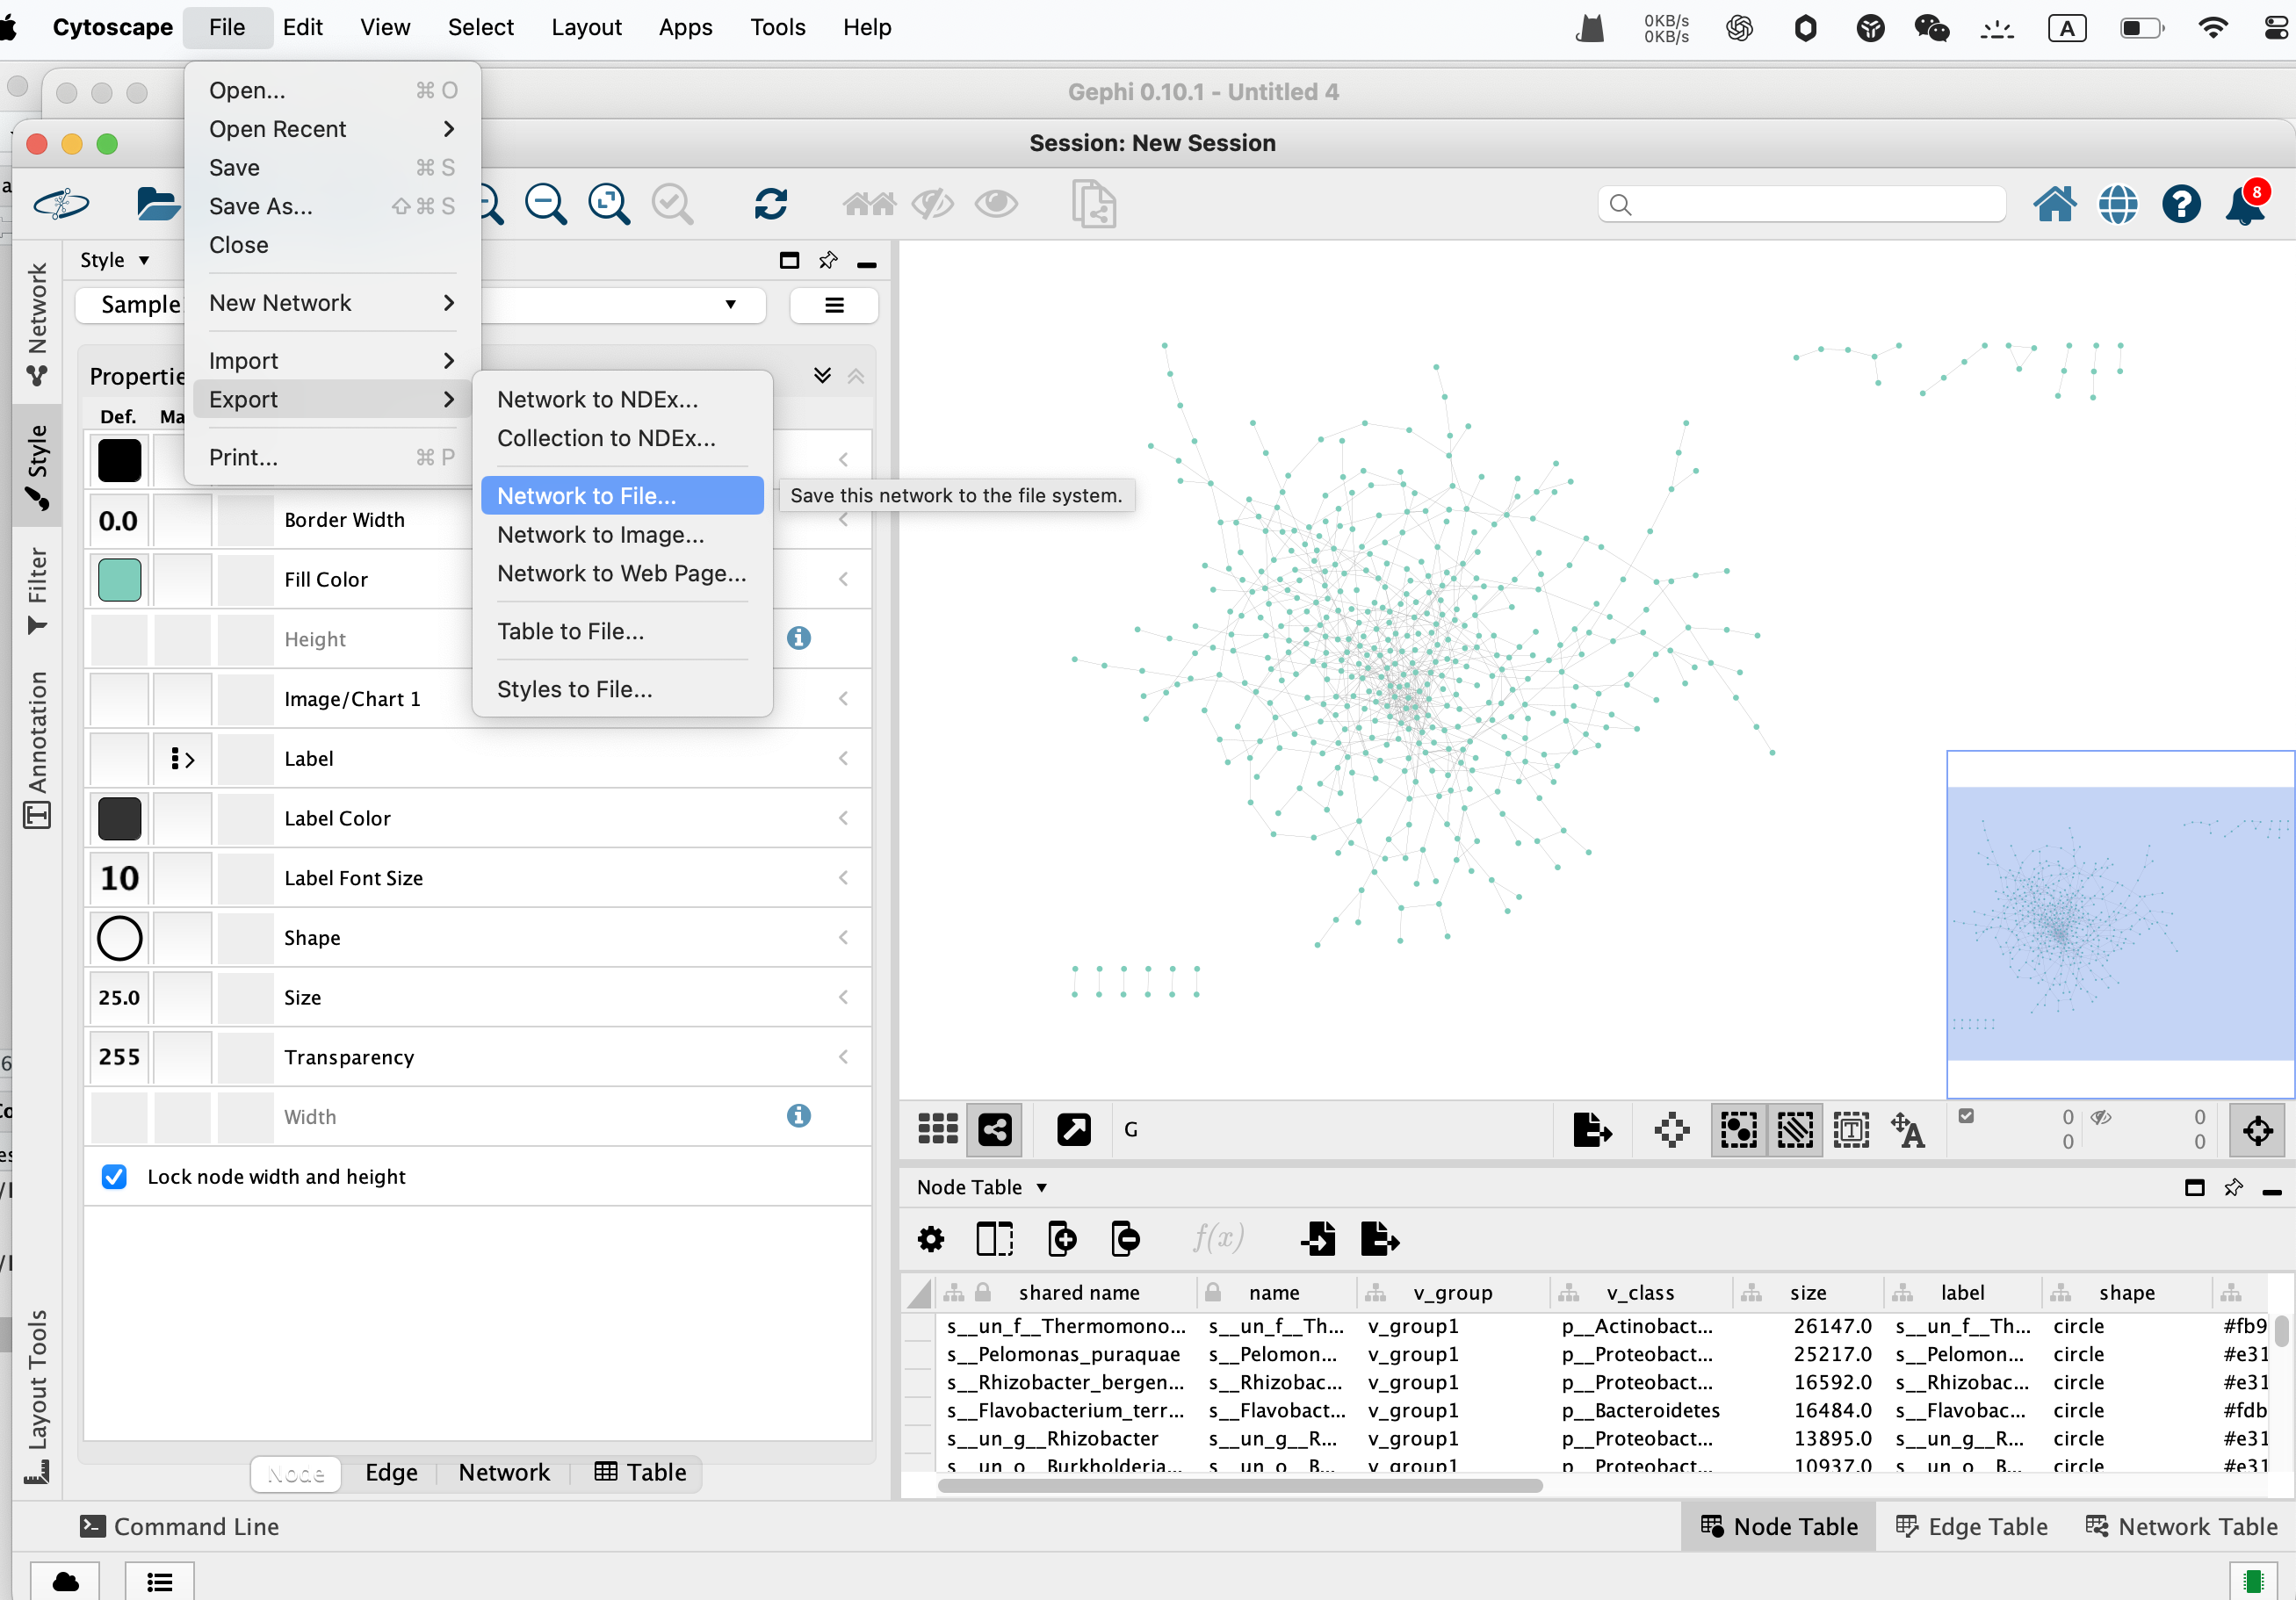 Cytoscape File Edit View Select Layout Apps Tools Help 0KB/s A
0KB/s
Gephi 0.10.1 - Untitled 4
Session: New Session
8
Open... ⌘ O
Open Recent
Save ⌘ S
Save As... ⇧ ⌘ S
Close
New Network
Import
Export
Print... ⌘ P
Network to NDEx...
Collection to NDEx...
Network to File...
Save this network to the file system.
Network to Image...
Network to Web Page...
Table to File...
Styles to File...
Network
Style
Filter
Annotation
Layout Tools
Style
Sample
Propertie
Def. Ma
0.0 Border Width
Fill Color
Height
Image/Chart 1
Label
Label Color
10 Label Font Size
Shape
25.0 Size
255 Transparency
Width
Lock node width and height
Node Edge Network Table
G
0 0
0 0
Node Table
f(x)
shared name name v_group v_class size label shape
s__un_f__Thermomono... s__un_f__Th... v_group1 p__Actinobact... 26147.0 s__un_f__Th... circle #fb9
s__Pelomonas_puraquae s__Pelomon... v_group1 p__Proteobact... 25217.0 s__Pelomon... circle #e31
s__Rhizobacter_bergen... s__Rhizobac... v_group1 p__Proteobact... 16592.0 s__Rhizobac... circle #e31
s__Flavobacterium_terr... s__Flavobact... v_group1 p__Bacteroidetes 16484.0 s__Flavobac... circle #fdb
s__un_g__Rhizobacter s__un_g__R... v_group1 p__Proteobact... 13895.0 s__un_g__R... circle #e31
s__un_o__Burkholderia... s__un_o__B... v_group1 p__Proteobact... 10937.0 s__un_o__B... circle #e31
Command Line Node Table Edge Table Network Table